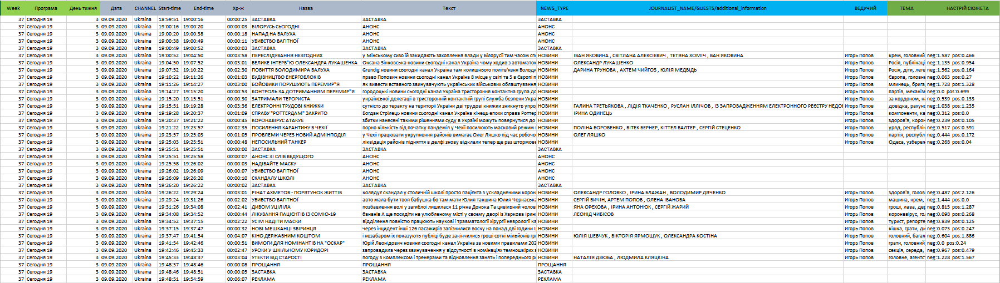 Week Програма День тижня Дата CHANNEL Start-time End-time Хр-ж Назва Текст NEWS_TYPE JOURNALIST_NAME/GUESTS/additional_information ВЕДУЧИЙ ТЕМА НАСТРІЙ СЮЖЕТА
37 Сегодня 19 3 09.09.2020 Ukraina 18:59:51 19:00:16 00:00:25 ЗАСТАВКА ЗАСТАВКА ЗАСТАВКА
37 Сегодня 19 3 09.09.2020 Ukraina 19:00:16 19:00:20 00:00:03 БІЛОРУСЬ СЬОГОДНІ АНОНС АНОНС
37 Сегодня 19 3 09.09.2020 Ukraina 19:00:20 19:00:38 00:00:18 НАПАД НА БАЛУХА АНОНС АНОНС
37 Сегодня 19 3 09.09.2020 Ukraina 19:00:38 19:00:49 00:00:11 УБИВСТВО ВАГІТНОЇ АНОНС АНОНС
37 Сегодня 19 3 09.09.2020 Ukraina 19:00:49 19:00:52 00:00:03 ЗАСТАВКА ЗАСТАВКА ЗАСТАВКА
37 Сегодня 19 3 09.09.2020 Ukraina 19:00:52 19:04:50 00:03:58 ПЕРЕСЛІДУВАННЯ НЕЗГОДНИХ у Мінському сизо їй закидають захоплення влади у Білорусії тим часом спо НОВИНИ ІВАН ЯКОВИНА , СВІТЛАНА АЛЕКСІЄВИЧ , ТЕТЯНА ХОМІЧ , ВАН ЯКОВИНА Игорь Попов крем, головний, neg:1.587 pos:0.466
37 Сегодня 19 3 09.09.2020 Ukraina 19:04:50 19:07:52 00:03:01 ВЕЛИКЕ ІНТЕРВ"Ю ОЛЕКСАНДРА ЛУКАШЕНКА Оксана Зінковська новини сьогодні канал Україна чому ходив з автоматом НОВИНИ ОЛЕКСАНДР ЛУКАШЕНКО Игорь Попов Росія, публікаці neg:1.135 pos:0.954
37 Сегодня 19 3 09.09.2020 Ukraina 19:07:52 19:10:22 00:02:30 ПОБИТТЯ ВОЛОДИМИРА БАЛУХА Grundig новини сьогодні канал Україна там колишнього політв'язня Володи НОВИНИ ДАРИНА ТРУНОВА , АХТЕМ ЧИЙГОЗ , ЮЛІЯ МЕДВІДЬ Игорь Попов Росія, діти, леге neg:1.562 pos:0.164
37 Сегодня 19 3 09.09.2020 Ukraina 19:10:22 19:11:26 00:01:03 БУДІВНИЦТВО ЕНЕРГОБЛОКІВ право Попович новини сьогодні канал Україна 8 місце у світі та 5 в Європі п НОВИНИ Игорь Попов Європа, головне neg:0.063 pos:0.27
37 Сегодня 19 3 09.09.2020 Ukraina 19:11:26 19:14:27 00:03:00 БОЙОВИКИ ПОРУШУЮТЬ ПЕРЕМИР"Я як вивести вставного звинувачують українських військових облаштування НОВИНИ Игорь Попов млинець, брига neg:1.728 pos:1.328
37 Сегодня 19 3 09.09.2020 Ukraina 19:14:27 19:15:20 00:00:53 КОНТРОЛЬ ЗА ДОТРИМАННЯМ ПЕРЕМИР"Я городоцькі новини сьогодні канал Україна тристороння контактна група до НОВИНИ Игорь Попов партія, механізм neg:0.0 pos:0.699
37 Сегодня 19 3 09.09.2020 Ukraina 19:15:20 19:15:51 00:00:30 ЗАТРИМАЛИ ТЕРОРИСТА української делегації в тристоронній контактній групі Служба безпеки Укра НОВИНИ Игорь Попов за кордоном, на neg:0.539 pos:0.133
37 Сегодня 19 3 09.09.2020 Ukraina 19:15:51 19:19:28 00:03:36 ЕЛЕКТРОННІ ТРУДОВІ КНИЖКИ сутність до теракту на території України дві трудові книжки зникнуть упрод НОВИНИ ГАЛИНА ТРЕТЬЯКОВА , ЛІДІЯ ТКАЧЕНКО , РУСЛАН ІЛЛІЧОВ , ІЗ ЗАПРОВАДЖЕННЯМ ЕЛЕКТРОННОГО РЕЄСТРУ НЕДО Игорь Попов довідка, рахуно neg:1.038 pos:1.235
37 Сегодня 19 3 09.09.2020 Ukraina 19:19:28 19:20:37 00:01:09 СПРАВУ "РОТТЕРДАМ" ЗАКРИТО Богдан Стрілець новини сьогодні канал Україна кінець епохи справа Роттер НОВИНИ ІРИНА ОДИНЕЦЬ Игорь Попов компоненти, ка neg:0.312 pos:0.0
37 Сегодня 19 3 09.09.2020 Ukraina 19:20:37 19:21:22 00:00:45 КОРОНАВІРУС АТАКУЄ збитки нанесені такими рішеннями суду в Україні можуть повернутися до НОВИНИ Игорь Попов здоров'я, корон neg:0.239 pos:0.105
37 Сегодня 19 3 09.09.2020 Ukraina 19:21:22 19:23:57 00:02:35 ПОСИЛЕННЯ КАРАНТИНУ В ЧЕХІЇ порно кількість від початку пандемія у Чехії посилюють масковий режим в НОВИНИ ПОЛІНА БОРОВЕНКО , ВІТЕК ВЕРНЕР, КІТТЕЛ ВАЛТЕР , СЕРГІЙ СТЕЦЕНКО Игорь Попов уряд, республік neg:0.517 pos:0.391
37 Сегодня 19 3 09.09.2020 Ukraina 19:23:57 19:25:03 00:01:05 ПРОБЛЕМИ ЧЕРЕЗ НОВИЙ АДМІНПОДІЛ у Чехії працювати укрупнення районів вимагає Олег Ляшко під час робочо НОВИНИ ОЛЕГ ЛЯШКО Игорь Попов партія, республі neg:0.444 pos:0.172
37 Сегодня 19 3 09.09.2020 Ukraina 19:25:03 19:25:51 00:00:48 НЕПОСИЛЬНИЙ ТАНКЕР ліквідація районів підняття в делфі знову відклали тепер ще раз штормове НОВИНИ Игорь Попов Одеса, узбереж neg:0.268 pos:0.04
37 Сегодня 19 3 09.09.2020 Ukraina 19:25:51 19:25:51 00:00:00 ЗАСТАВКА ЗАСТАВКА ЗАСТАВКА
37 Сегодня 19 3 09.09.2020 Ukraina 19:25:51 19:25:58 00:00:07 АНОНС ЗІ СЛІВ ВЕДУЧОГО АНОНС АНОНС
37 Сегодня 19 3 09.09.2020 Ukraina 19:25:58 19:26:02 00:00:03 НАДІВАЙТЕ МАСКУ АНОНС АНОНС
37 Сегодня 19 3 09.09.2020 Ukraina 19:26:02 19:26:09 00:00:07 УБИВСТВО ВАГІТНОЇ АНОНС АНОНС
37 Сегодня 19 3 09.09.2020 Ukraina 19:26:09 19:26:20 00:00:10 СКАНДАЛ У ШКОЛІ АНОНС АНОНС
37 Сегодня 19 3 09.09.2020 Ukraina 19:26:20 19:26:22 00:00:02 ЗАСТАВКА ЗАСТАВКА ЗАСТАВКА
37 Сегодня 19 3 09.09.2020 Ukraina 19:26:22 19:29:24 00:03:01 РІНАТ АХМЕТОВ - ПОРЯТУНОК ЖИТТІВ колядує скандал у столичній школі просто пацієнта з ускладненими корон НОВИНИ ОЛЕКСАНДР ГОЛОВКО , ІРИНА БЛАЖАН , ВОЛОДИМИР ДЯЧЕНКО Игорь Попов здоров'я, голов neg:0.487 pos:2.126
37 Сегодня 19 3 09.09.2020 Ukraina 19:29:24 19:31:26 00:02:02 УБИВСТВО ВАГІТНОЇ авто мала бути твоя бабушка бо там мати Юлия такшина Юлия Черкаська НОВИНИ СЕРГІЙ БИЧІН, АРТЕМ ПОПОВ , ОЛЕНА ІВАНОВА Игорь Попов машина, крем, neg:1.444 pos:0.0
37 Сегодня 19 3 09.09.2020 Ukraina 19:31:26 19:34:08 00:02:41 ДИВОМ УЦІЛІЛА позбавлення волі у загиблої лишилася 11 річна Донька Та цивільний чолові НОВИНИ ЯНА ОРЄХОВА , ІРИНА АНТОНЮК , СЕРГІЙ ЖАРИЙ Игорь Попов гроші, лава, дер neg:0.815 pos:1.287
37 Сегодня 19 3 09.09.2020 Ukraina 19:34:08 19:34:52 00:00:44 ЛІКУВАННЯ ПАЦІЄНТІВ ІЗ COMIO-19 бананів А ще посідити на улюбленому місті у своєму дворі із Харкова Ірина НОВИНИ ЛЕОНІД ЧИБІСОВ Игорь Попов коронавірус, гол neg:0.098 pos:0.268
37 Сегодня 19 3 09.09.2020 Ukraina 19:34:52 19:37:15 00:02:22 УСІМ НАДІТИ МАСКИ відділення повністю працюють наукові і травматології хірургії неврології ка НОВИНИ Игорь Попов турист, репорте neg:0.839 pos:0.125
37 Сегодня 19 3 09.09.2020 Ukraina 19:37:15 19:37:47 00:00:32 НОВІ МЕШКАНЦІ ЗВІРИНЦЯ через інцидент інші 126 пасажирів запізнилися воску на понад дві години НОВИНИ Игорь Попов кішка, грати, ди neg:0.073 pos:0.247
37 Сегодня 19 3 09.09.2020 Ukraina 19:37:47 19:41:54 00:04:07 КІНО ДЕРЖАВНИМ КОШТОМ і незабаром їх показують публіці буде закінчились гроші сотні мільйонів гри НОВИНИ ЮЛІЯ ШЕВЧУК , ВІКТОРІЯ ЯРМОЩУК , ОЛЕКСАНДРА КОСТІНА Игорь Попов головний, багаж neg:0.604 pos:1.886
37 Сегодня 19 3 09.09.2020 Ukraina 19:41:54 19:42:46 00:00:51 ВИМОГИ ДЛЯ НОМІНАНТІВ НА "ОСКАР" Юрій Леонідович новини сьогодні канал Україна за новими правилами 202 НОВИНИ Игорь Попов грати, головний, neg:0.0 pos:0.24
37 Сегодня 19 3 09.09.2020 Ukraina 19:42:46 19:45:33 00:02:47 УРОКИ У ШКІЛЬНОМУ КОРИДОРІ запровадила через звинувачення у відсутності в номінаціях темношкірих а НОВИНИ Игорь Попов секція, середа, neg:0.967 pos:0.479
37 Сегодня 19 3 09.09.2020 Ukraina 19:45:33 19:48:37 00:03:04 УТЕКТИ ВІД СТАРОСТІ погоду з комплексом і тренерами та відновлення занять і попереднього ро НОВИНИ НАТАЛІЯ ДЗЮБА , ЛЮДМИЛА КЛЯЦКІНА Игорь Попов головне, агентс neg:1.228 pos:1.567
37 Сегодня 19 3 09.09.2020 Ukraina 19:48:37 19:48:46 00:00:08 ПРОЩАННЯ ПРОЩАННЯ ПРОЩАННЯ
37 Сегодня 19 3 09.09.2020 Ukraina 19:48:46 19:48:51 00:00:05 ЗАСТАВКА ЗАСТАВКА ЗАСТАВКА
37 Сегодня 19 3 09.09.2020 Ukraina 19:48:51 19:54:59 00:06:07 РЕКЛАМА РЕКЛАМА РЕКЛАМА